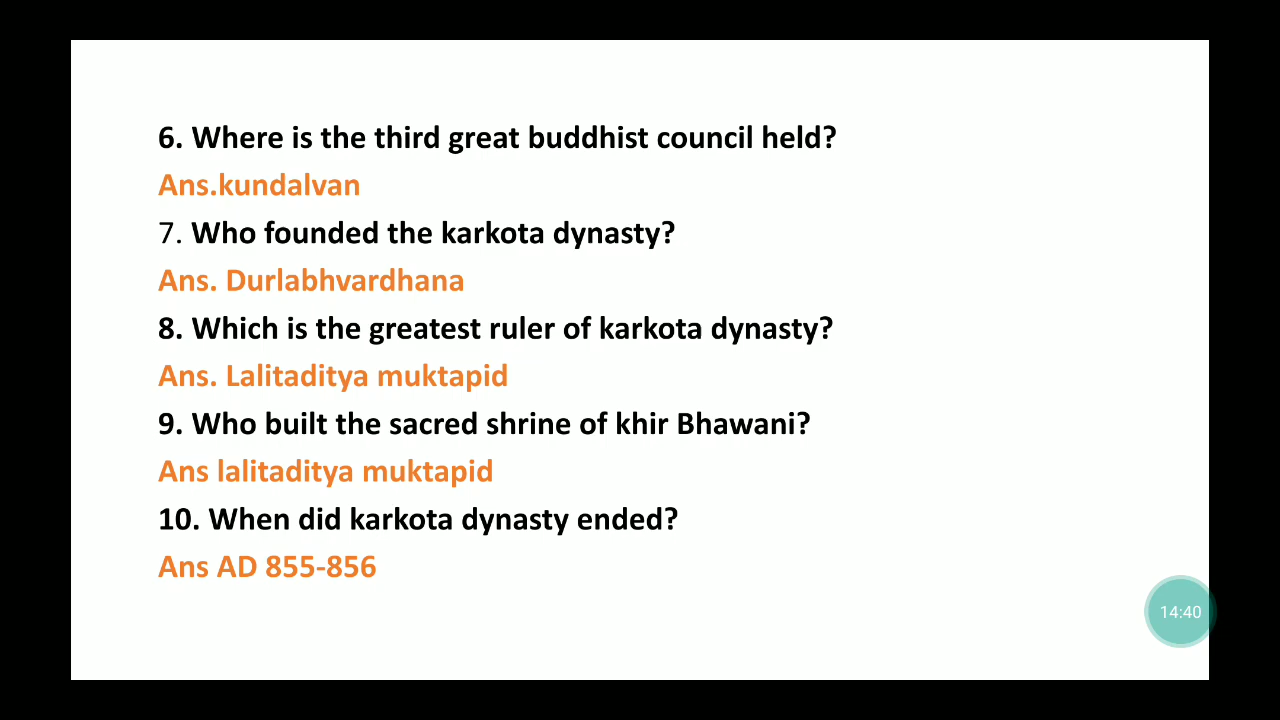 6. Where is the third great buddhist council held?
Ans.kundalvan
7. Who founded the karkota dynasty?
Ans. Durlabhvardhana
8. Which is the greatest ruler of karkota dynasty?
Ans. Lalitaditya muktapid
9. Who built the sacred shrine of khir Bhawani?
Ans lalitaditya muktapid
10. When did karkota dynasty ended?
Ans AD 855-856
14:40